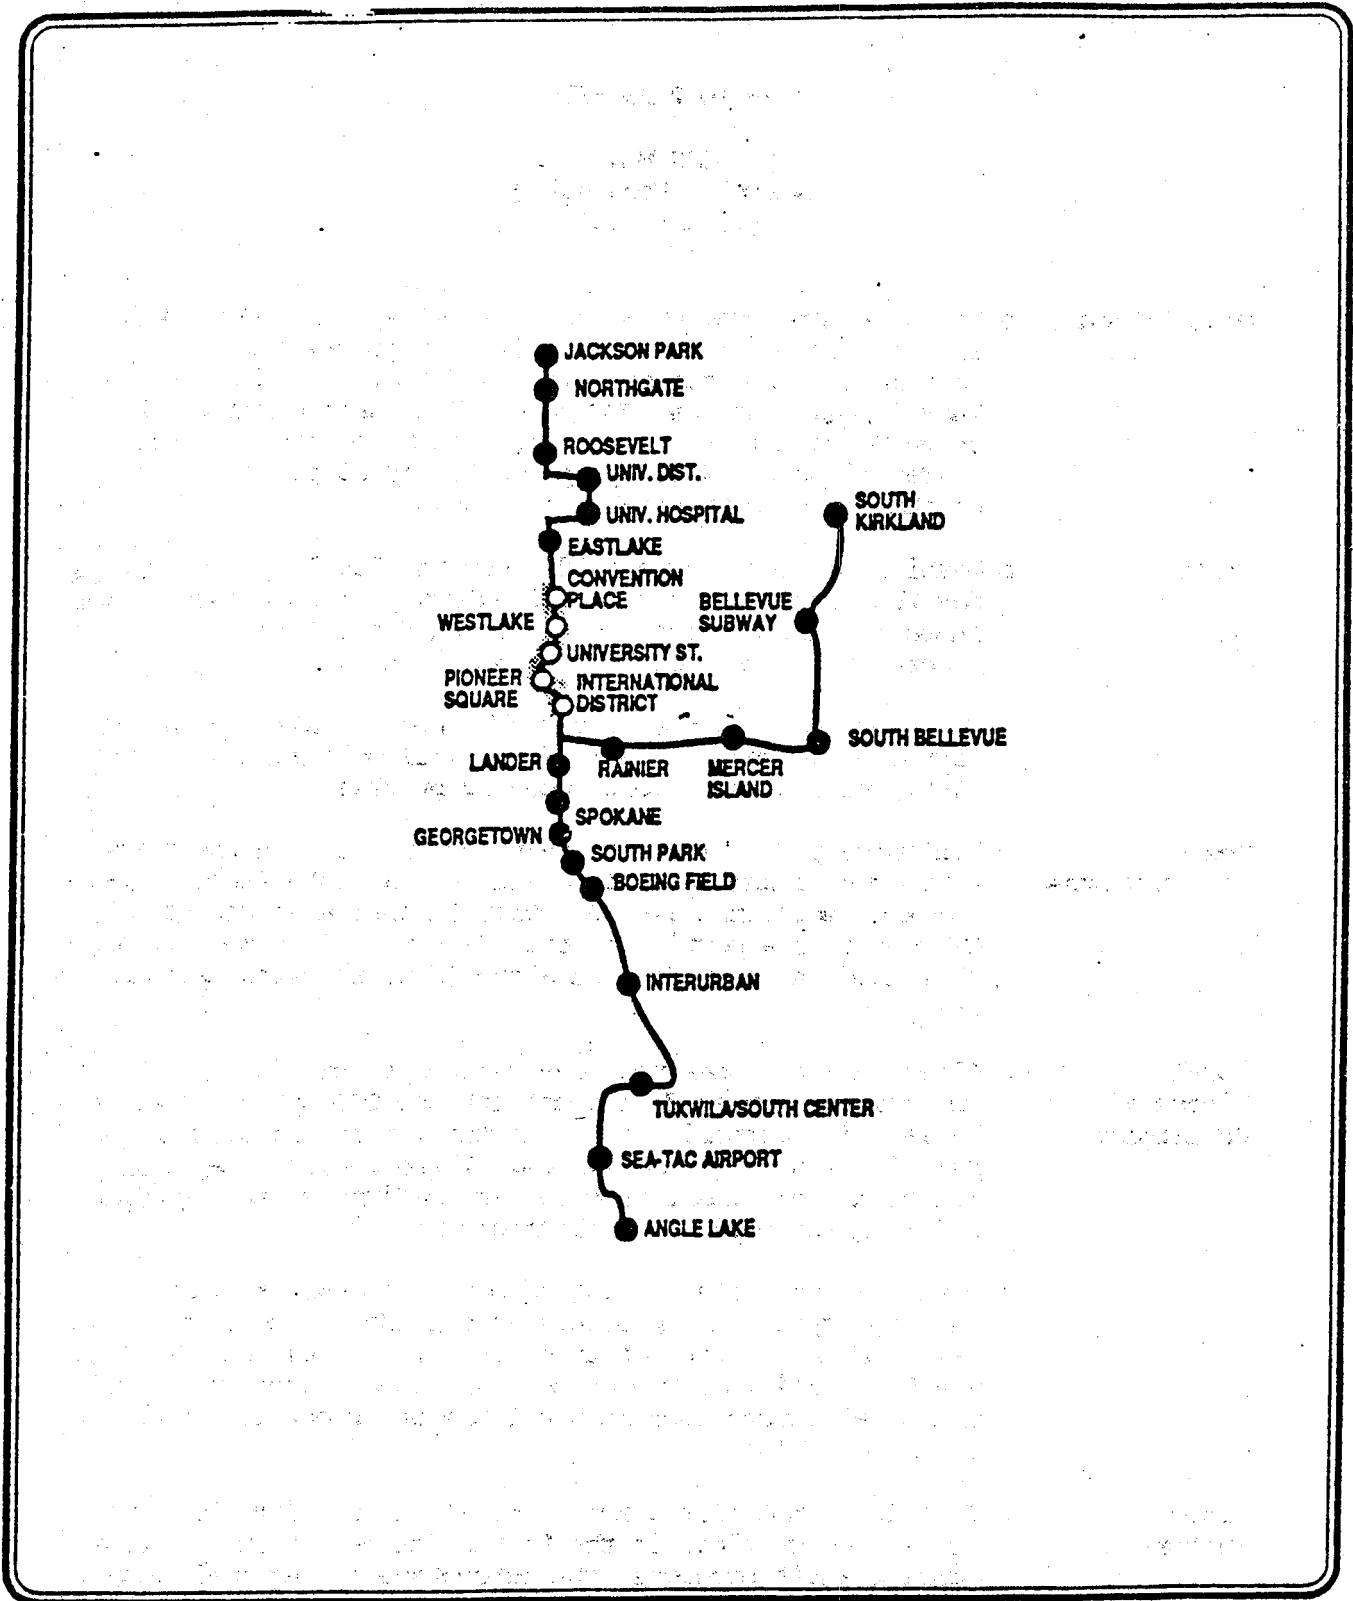 JACKSON PARK
NORTHGATE
ROOSEVELT
UNIV. DIST.
UNIV. HOSPITAL
SOUTH
KIRKLAND
EASTLAKE
CONVENTION
PLACE
BELLEVUE
SUBWAY
WESTLAKE
UNIVERSITY ST.
PIONEER
SQUARE
INTERNATIONAL
DISTRICT
SOUTH BELLEVUE
LANDER
RAINIER
MERCER
ISLAND
SPOKANE
GEORGETOWN
SOUTH PARK
BOEING FIELD
INTERURBAN
TUKWILA/SOUTH CENTER
SEA-TAC AIRPORT
ANGLE LAKE